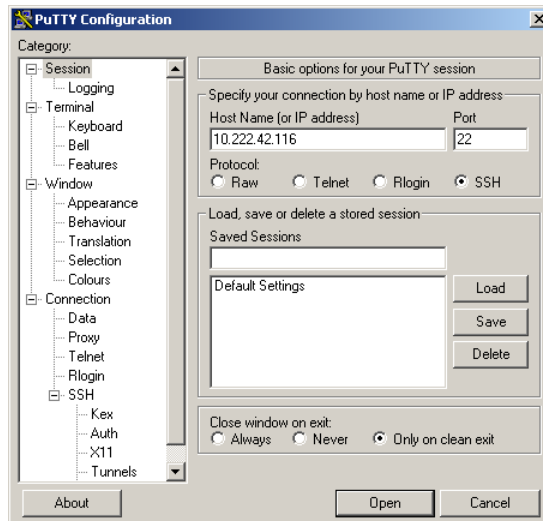 PuTTY Configuration
Category:
Session
Logging
Terminal
Keyboard
Bell
Features
Window
Appearance
Behaviour
Translation
Selection
Colours
Connection
Data
Proxy
Telnet
Rlogin
SSH
Kex
Auth
X11
Tunnels
Basic options for your PuTTY session
Specify your connection by host name or IP address
Host Name (or IP address) Port
10.222.42.116 22
Protocol:
Raw Telnet Rlogin SSH
Load, save or delete a stored session
Saved Sessions
Default Settings
Load
Save
Delete
Close window on exit:
Always Never Only on clean exit
About Open Cancel